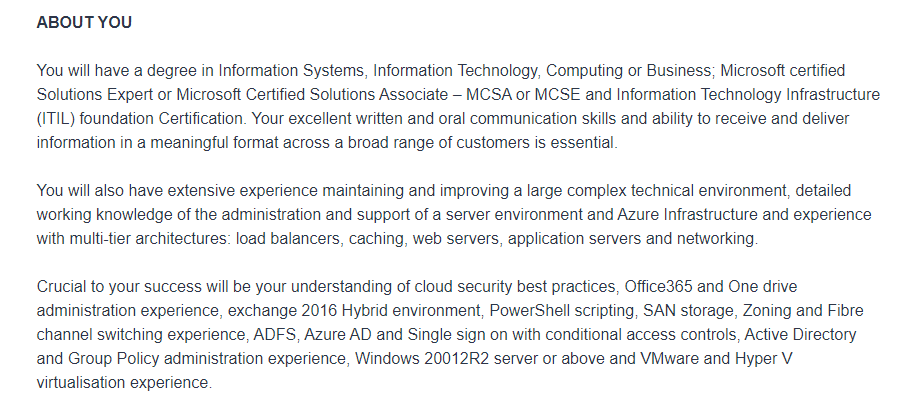 ABOUT YOU
You will have a degree in Information Systems, Information Technology, Computing or Business; Microsoft certified
Solutions Expert or Microsoft Certified Solutions Associate – MCSA or MCSE and Information Technology Infrastructure
(ITIL) foundation Certification. Your excellent written and oral communication skills and ability to receive and deliver
information in a meaningful format across a broad range of customers is essential.
You will also have extensive experience maintaining and improving a large complex technical environment, detailed
working knowledge of the administration and support of a server environment and Azure Infrastructure and experience
with multi-tier architectures: load balancers, caching, web servers, application servers and networking.
Crucial to your success will be your understanding of cloud security best practices, Office365 and One drive
administration experience, exchange 2016 Hybrid environment, PowerShell scripting, SAN storage, Zoning and Fibre
channel switching experience, ADFS, Azure AD and Single sign on with conditional access controls, Active Directory
and Group Policy administration experience, Windows 20012R2 server or above and VMware and Hyper V
virtualisation experience.